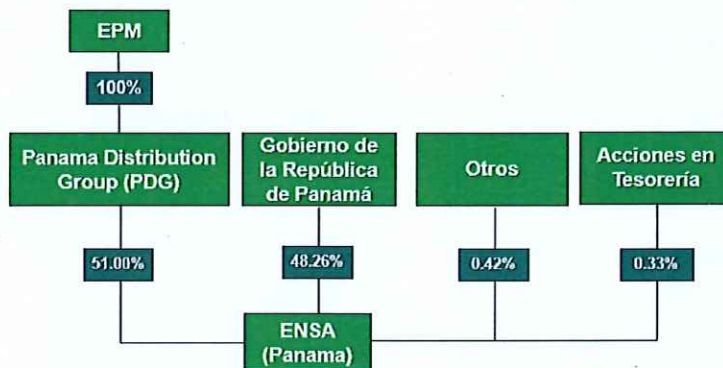 EPM
100%
Panama Distribution
Group (PDG)
Gobierno de
la República
de Panamá
Otros
Acciones en
Tesorería
51.00%
48.26%
0.42%
0.33%
ENSA
(Panama)